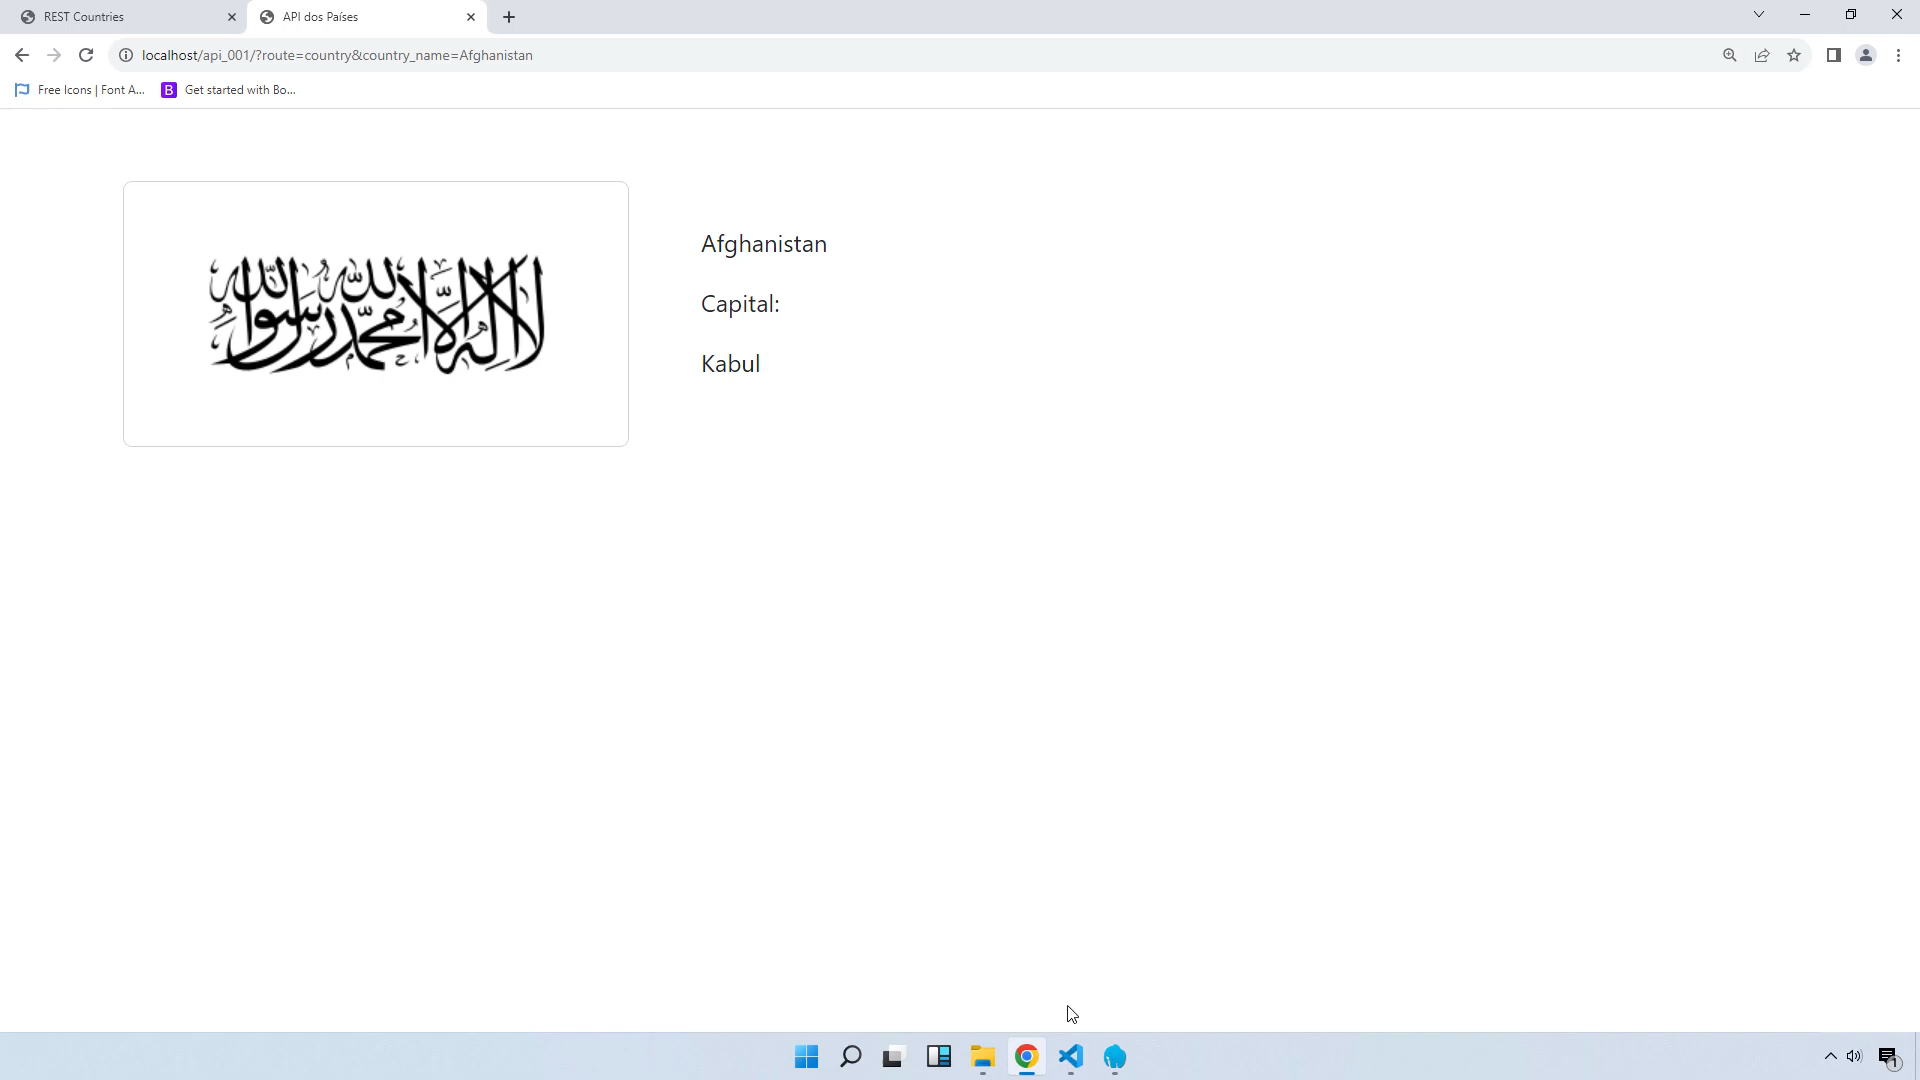 REST Countries
API dos Países
localhost/api_001/?route=country&country_name=Afghanistan
Free Icons | Font A...
B Get started with Bo...
لا إله إلا الله محمد رسول الله
Afghanistan
Capital:
Kabul
1